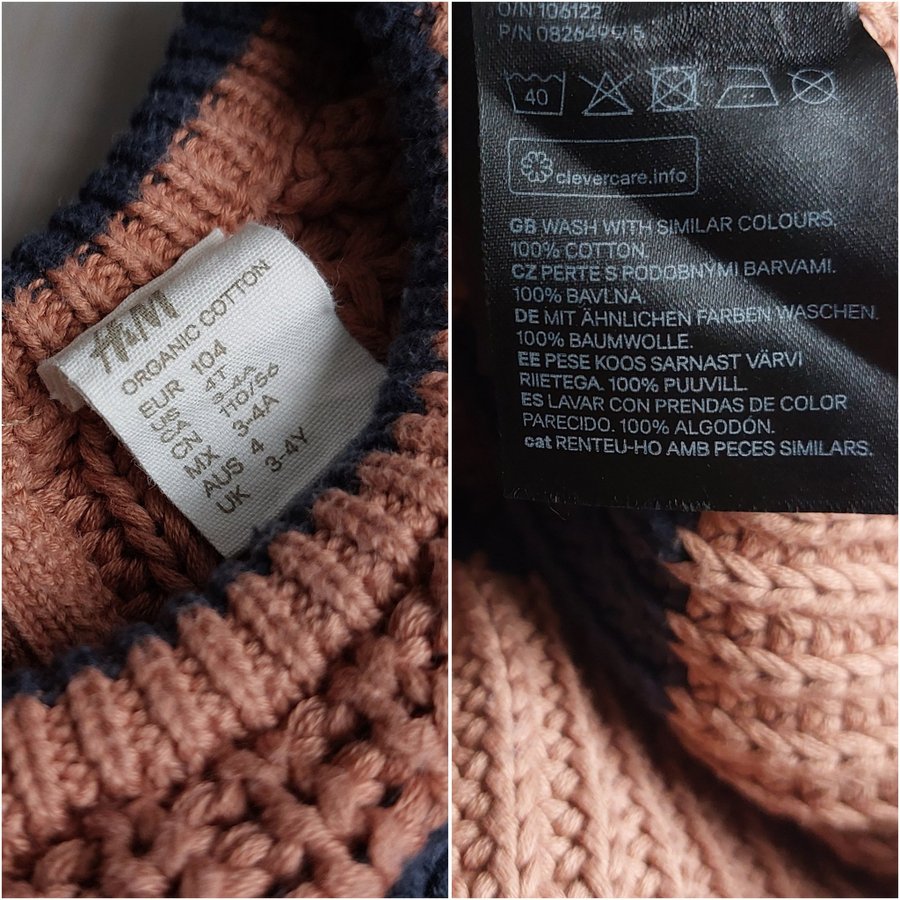 H&M
ORGANIC COTTON
EUR 104
US 4T
CN 110/56
MX 3-4A
AUS 4
UK 3-4Y
O/N 106122
P/N
40
clevercare.info
GB WASH WITH SIMILAR COLOURS.
100% COTTON.
CZ PERTE S PODOBNÝMI BARVAMI.
100% BAVLNA.
DE MIT ÄHNLICHEN FARBEN WASCHEN.
100% BAUMWOLLE.
EE PESE KOOS SARNAST VÄRVI
RIIETEGA. 100% PUUVILL.
ES LAVAR CON PRENDAS DE COLOR
PARECIDO. 100% ALGODÓN.
cat RENTEU-HO AMB PECES SIMILARS.